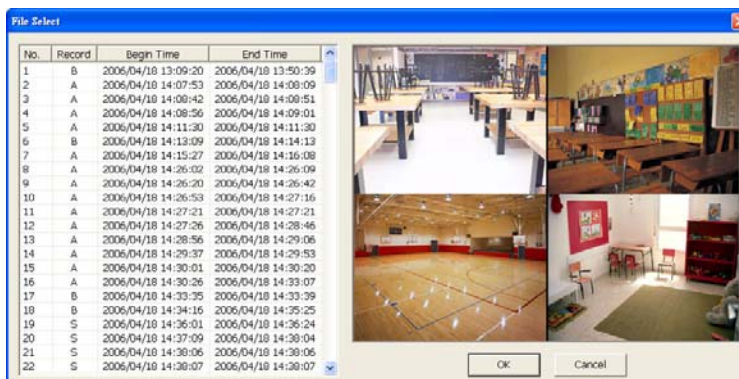 File Select
No. Record Begin Time End Time
1 B 2006/04/18 13:09:20 2006/04/18 13:50:39
2 A 2006/04/18 14:07:53 2006/04/18 14:08:09
3 A 2006/04/18 14:08:42 2006/04/18 14:08:51
4 A 2006/04/18 14:08:56 2006/04/18 14:09:01
5 A 2006/04/18 14:11:30 2006/04/18 14:11:30
6 B 2006/04/18 14:13:09 2006/04/18 14:14:13
7 A 2006/04/18 14:15:27 2006/04/18 14:16:08
8 A 2006/04/18 14:26:02 2006/04/18 14:26:09
9 A 2006/04/18 14:26:20 2006/04/18 14:26:42
10 A 2006/04/18 14:26:53 2006/04/18 14:27:16
11 A 2006/04/18 14:27:21 2006/04/18 14:27:21
12 A 2006/04/18 14:27:26 2006/04/18 14:28:46
13 A 2006/04/18 14:28:56 2006/04/18 14:29:06
14 A 2006/04/18 14:29:37 2006/04/18 14:29:53
15 A 2006/04/18 14:30:01 2006/04/18 14:30:20
16 A 2006/04/18 14:30:26 2006/04/18 14:33:07
17 B 2006/04/18 14:33:35 2006/04/18 14:33:39
18 B 2006/04/18 14:34:16 2006/04/18 14:35:25
19 S 2006/04/18 14:36:01 2006/04/18 14:36:24
20 S 2006/04/18 14:37:09 2006/04/18 14:38:04
21 S 2006/04/18 14:38:06 2006/04/18 14:38:06
22 S 2006/04/18 14:38:07 2006/04/18 14:38:07
OK Cancel